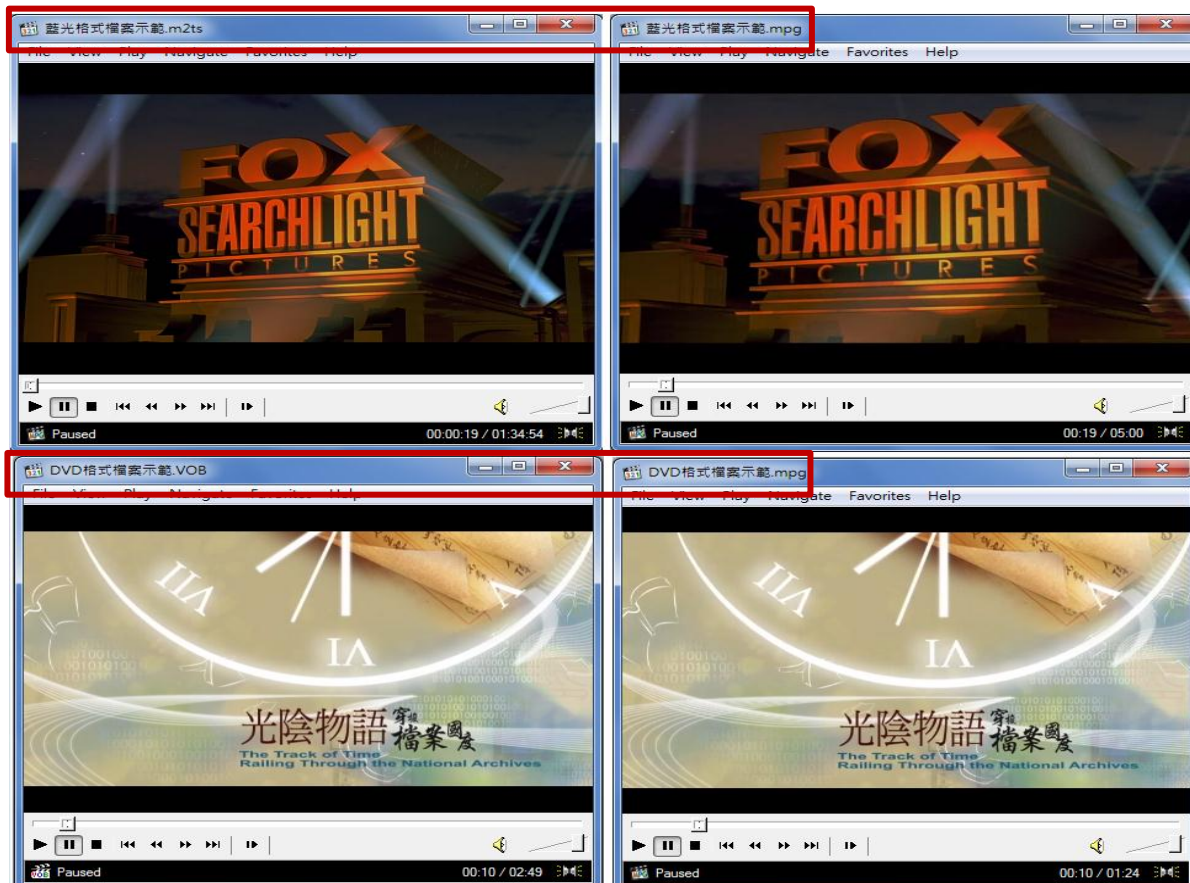 藍光格式檔案示範.m2ts
File View Play Navigate Favorites Help
FOX
SEARCHLIGHT
PICTURES
Paused
00:00:19 / 01:34:54
藍光格式檔案示範.mpg
File View Play Navigate Favorites Help
FOX
SEARCHLIGHT
PICTURES
Paused
00:19 / 05:00
DVD格式檔案示範.VOB
File View Play Navigate Favorites Help
VII
VI
光陰物語
穿梭
檔案國度
The Track of Time
Railing Through the National Archives
Paused
00:10 / 02:49
DVD格式檔案示範.mpg
File View Play Navigate Favorites Help
VII
VI
光陰物語
穿梭
檔案國度
The Track of Time
Railing Through the National Archives
Paused
00:10 / 01:24